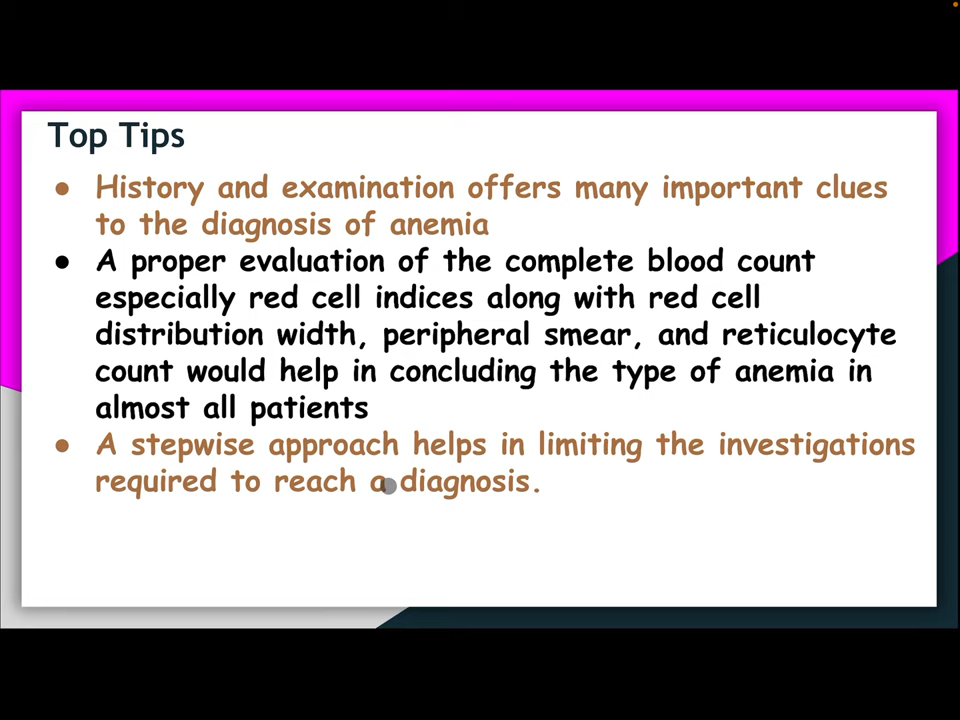 Top Tips
● History and examination offers many important clues
to the diagnosis of anemia
● A proper evaluation of the complete blood count
especially red cell indices along with red cell
distribution width, peripheral smear, and reticulocyte
count would help in concluding the type of anemia in
almost all patients
● A stepwise approach helps in limiting the investigations
required to reach a diagnosis.